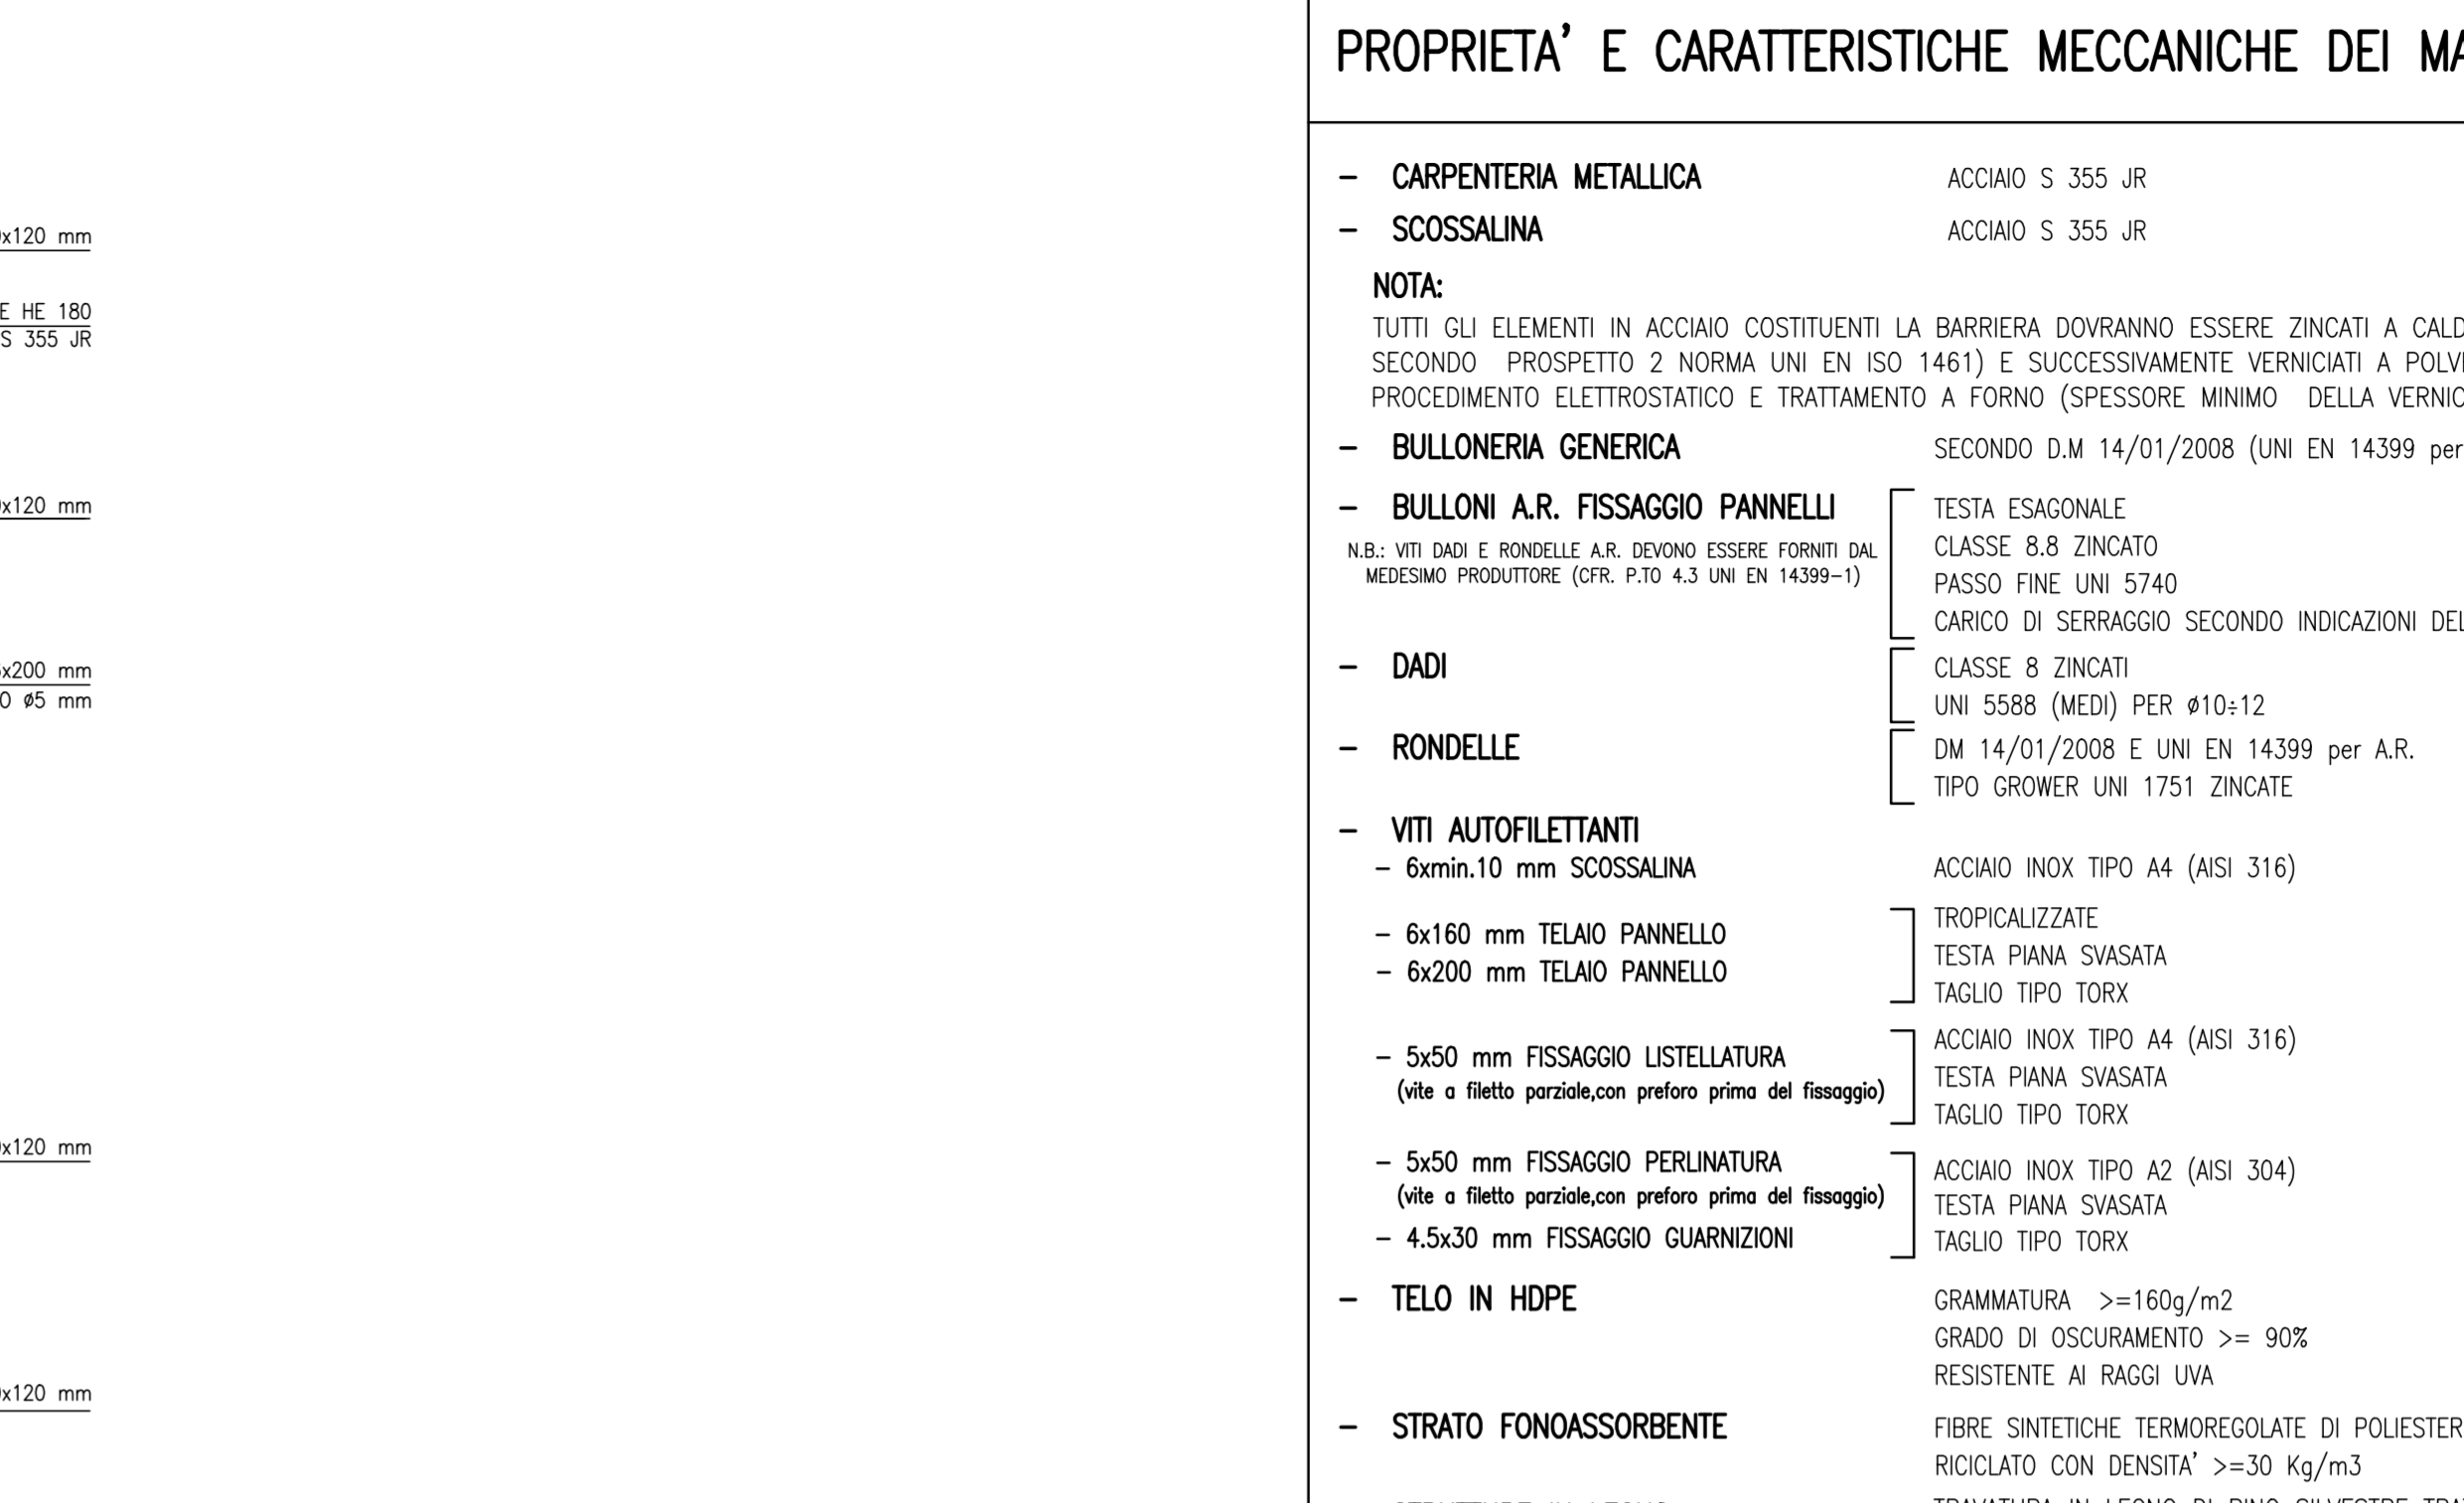 x120 mm
E HE 180
S 355 JR
x120 mm
x200 mm
O ø5 mm
x120 mm
x120 mm
PROPRIETA' E CARATTERISTICHE MECCANICHE DEI
- CARPENTERIA METALLICA ACCIAIO S 355 JR
- SCOSSALINA ACCIAIO S 355 JR
NOTA:
TUTTI GLI ELEMENTI IN ACCIAIO COSTITUENTI LA BARRIERA DOVRANNO ESSERE ZINCATI A
SECONDO PROSPETTO 2 NORMA UNI EN ISO 1461) E SUCCESSIVAMENTE VERNICIATI A
PROCEDIMENTO ELETTROSTATICO E TRATTAMENTO A FORNO (SPESSORE MINIMO DELLA
- BULLONERIA GENERICA SECONDO D.M 14/01/2008 (UNI EN 14399 per
- BULLONI A.R. FISSAGGIO PANNELLI
N.B.: VITI DADI E RONDELLE A.R. DEVONO ESSERE FORNITI DAL
MEDESIMO PRODUTTORE (CFR. P.TO 4.3 UNI EN 14399-1)
TESTA ESAGONALE
CLASSE 8.8 ZINCATO
PASSO FINE UNI 5740
CARICO DI SERRAGGIO SECONDO INDICAZIONI
- DADI
CLASSE 8 ZINCATI
UNI 5588 (MEDI) PER ø10÷12
- RONDELLE
DM 14/01/2008 E UNI EN 14399 per A.R.
TIPO GROWER UNI 1751 ZINCATE
- VITI AUTOFILETTANTI
- 6xmin.10 mm SCOSSALINA ACCIAIO INOX TIPO A4 (AISI 316)
- 6x160 mm TELAIO PANNELLO
- 6x200 mm TELAIO PANNELLO
TROPICALIZZATE
TESTA PIANA SVASATA
TAGLIO TIPO TORX
- 5x50 mm FISSAGGIO LISTELLATURA
(vite a filetto parziale,con preforo prima del fissaggio)
ACCIAIO INOX TIPO A4 (AISI 316)
TESTA PIANA SVASATA
TAGLIO TIPO TORX
- 5x50 mm FISSAGGIO PERLINATURA
(vite a filetto parziale,con preforo prima del fissaggio)
- 4.5x30 mm FISSAGGIO GUARNIZIONI
ACCIAIO INOX TIPO A2 (AISI 304)
TESTA PIANA SVASATA
TAGLIO TIPO TORX
- TELO IN HDPE
GRAMMATURA >=160g/m2
GRADO DI OSCURAMENTO >= 90%
RESISTENTE AI RAGGI UVA
- STRATO FONOASSORBENTE
FIBRE SINTETICHE TERMOREGOLATE DI POLIESTER
RICICLATO CON DENSITA' >=30 Kg/m3